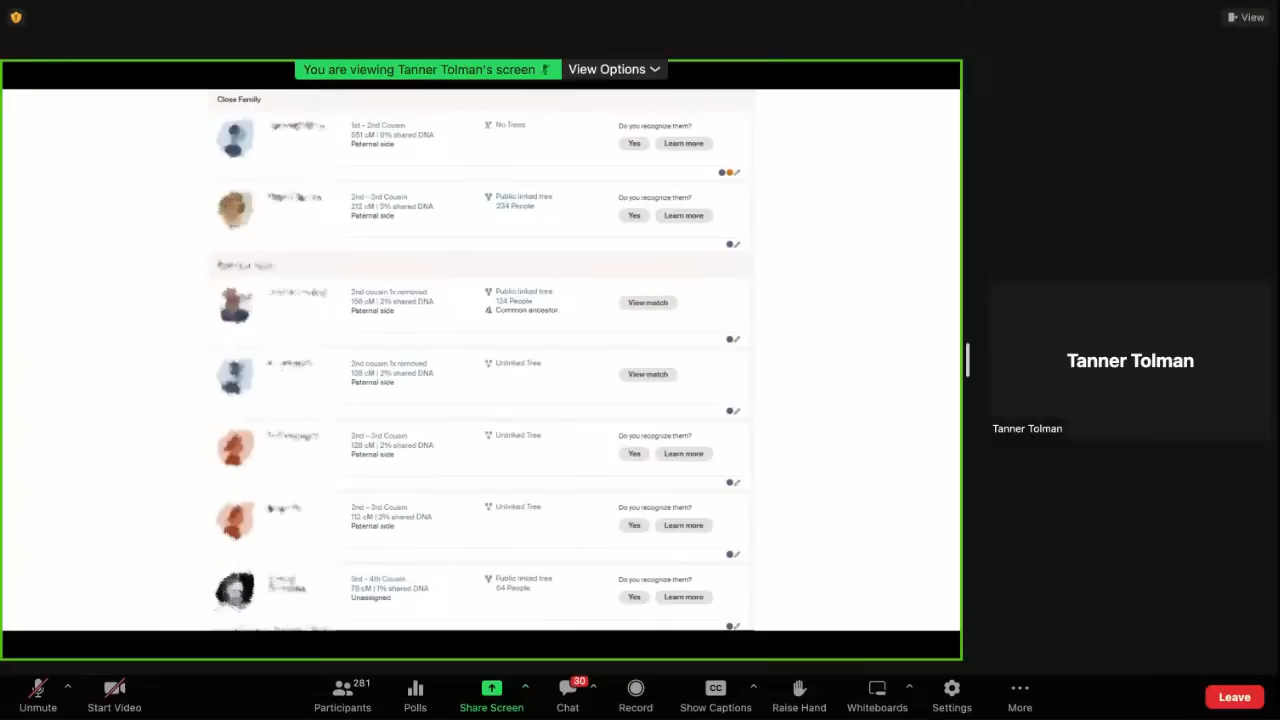 View
You are viewing Tanner Tolman's screen
View Options
Close Family
1st – 2nd Cousin
551 cM | 8% shared DNA
Paternal side
No Trees
Do you recognize them?
Yes
Learn more
2nd – 3rd Cousin
212 cM | 3% shared DNA
Paternal side
Public linked tree
234 People
Do you recognize them?
Yes
Learn more
2nd cousin 1x removed
156 cM | 2% shared DNA
Paternal side
Public linked tree
124 People
Common ancestor
View match
2nd cousin 1x removed
138 cM | 2% shared DNA
Paternal side
Unlinked Tree
View match
2nd – 3rd Cousin
128 cM | 2% shared DNA
Paternal side
Unlinked Tree
Do you recognize them?
Yes
Learn more
2nd – 3rd Cousin
112 cM | 2% shared DNA
Paternal side
Unlinked Tree
Do you recognize them?
Yes
Learn more
3rd – 4th Cousin
78 cM | 1% shared DNA
Unassigned
Public linked tree
64 People
Do you recognize them?
Yes
Learn more
Tanner Tolman
Tanner Tolman
Unmute
Start Video
281
Participants
Polls
Share Screen
30
Chat
Record
CC
Show Captions
Raise Hand
Whiteboards
Settings
More
Leave